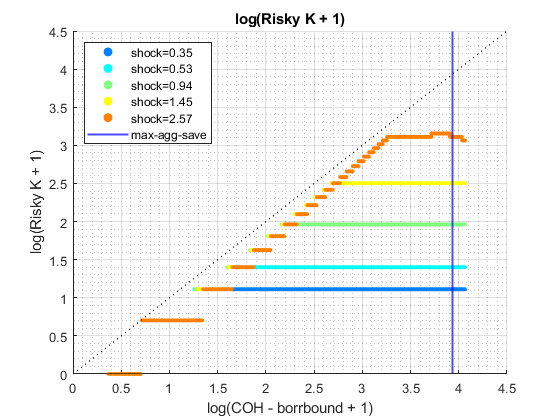 log(Risky K + 1)
4.5
4
3.5
3
2.5
2
1.5
1
0.5
0
log(Risky K + 1)
shock=0.35
shock=0.53
shock=0.94
shock=1.45
shock=2.57
max-agg-save
0 0.5 1 1.5 2 2.5 3 3.5 4 4.5
log(COH - borrbound + 1)